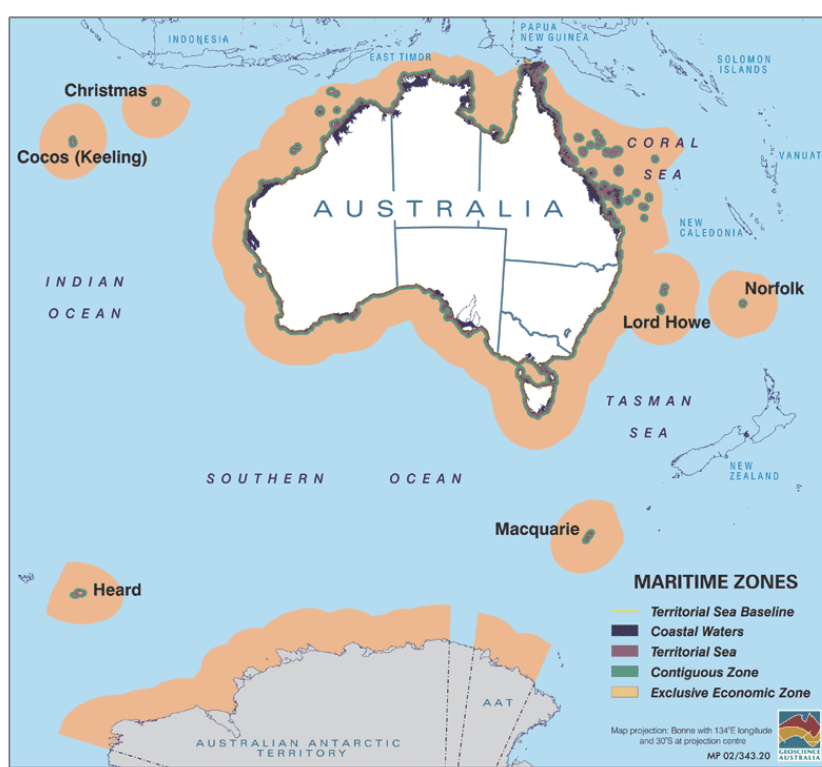 INDONESIA
PAPUA
NEW GUINEA
EAST TIMOR
SOLOMON
ISLANDS
Christmas
Cocos (Keeling)
CORAL
SEA
VANUAT
AUSTRALIA
NEW
CALEDONIA
INDIAN
OCEAN
Norfolk
Lord Howe
TASMAN
SEA
NEW
ZEALAND
SOUTHERN OCEAN
Macquarie
Heard
MARITIME ZONES
Territorial Sea Baseline
Coastal Waters
Territorial Sea
Contiguous Zone
Exclusive Economic Zone
AAT
AUSTRALIAN ANTARCTIC
TERRITORY
Map projection: Bonne with 134°E longitude
and 30°S at projection centre
MP 02/343.20
GEOSCIENCE
AUSTRALIA